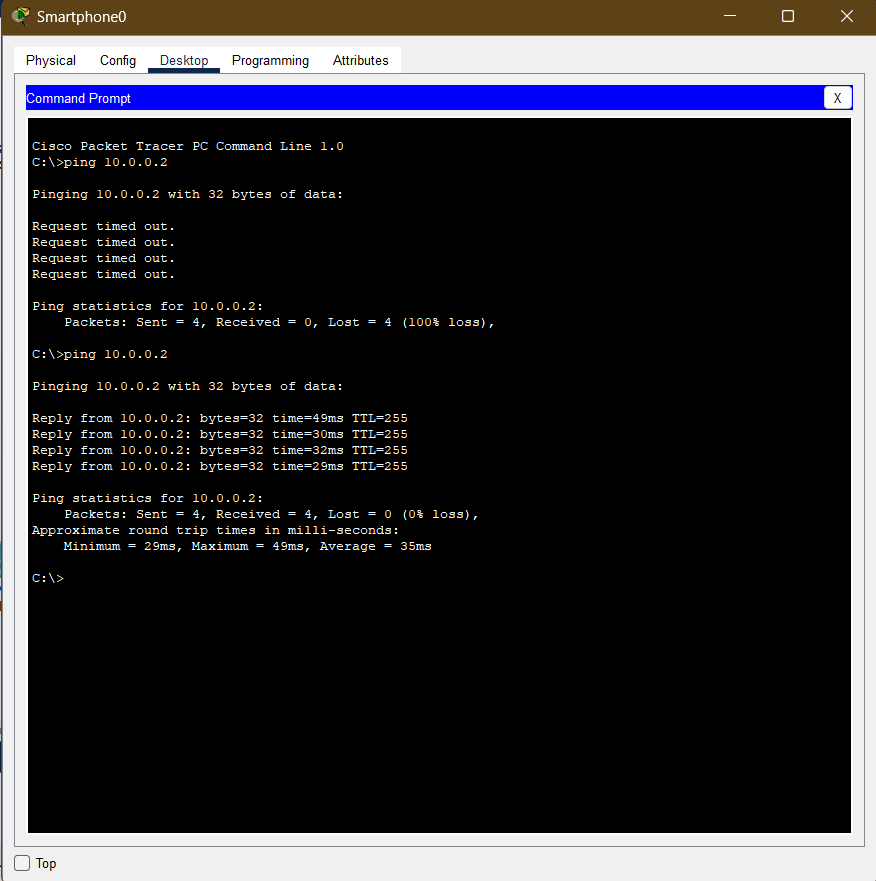 Smartphone0
Physical Config Desktop Programming Attributes
Command Prompt X
Cisco Packet Tracer PC Command Line 1.0
C:\>ping 10.0.0.2
Pinging 10.0.0.2 with 32 bytes of data:
Request timed out.
Request timed out.
Request timed out.
Request timed out.
Ping statistics for 10.0.0.2:
Packets: Sent = 4, Received = 0, Lost = 4 (100% loss),
C:\>ping 10.0.0.2
Pinging 10.0.0.2 with 32 bytes of data:
Reply from 10.0.0.2: bytes=32 time=49ms TTL=255
Reply from 10.0.0.2: bytes=32 time=30ms TTL=255
Reply from 10.0.0.2: bytes=32 time=32ms TTL=255
Reply from 10.0.0.2: bytes=32 time=29ms TTL=255
Ping statistics for 10.0.0.2:
Packets: Sent = 4, Received = 4, Lost = 0 (0% loss),
Approximate round trip times in milli-seconds:
Minimum = 29ms, Maximum = 49ms, Average = 35ms
C:\>
Top